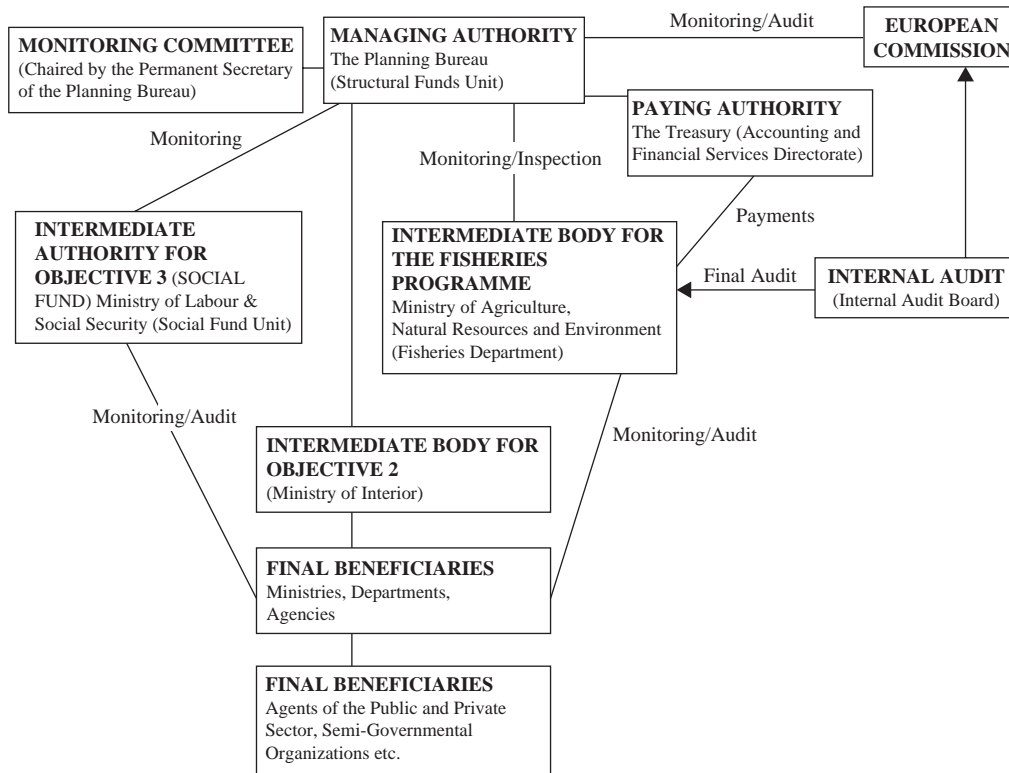 MONITORING COMMITTEE
(Chaired by the Permanent Secretary
of the Planning Bureau)
MANAGING AUTHORITY
The Planning Bureau
(Structural Funds Unit)
Monitoring/Audit
EUROPEAN
COMMISSION
PAYING AUTHORITY
The Treasury (Accounting and
Financial Services Directorate)
Monitoring
Monitoring/Inspection
Payments
INTERMEDIATE
AUTHORITY FOR
OBJECTIVE 3 (SOCIAL
FUND) Ministry of Labour &
Social Security (Social Fund Unit)
INTERMEDIATE BODY FOR
THE FISHERIES
PROGRAMME
Ministry of Agriculture,
Natural Resources and Environment
(Fisheries Department)
Final Audit
INTERNAL AUDIT
(Internal Audit Board)
Monitoring/Audit
Monitoring/Audit
INTERMEDIATE BODY FOR
OBJECTIVE 2
(Ministry of Interior)
FINAL BENEFICIARIES
Ministries, Departments,
Agencies
FINAL BENEFICIARIES
Agents of the Public and Private
Sector, Semi-Governmental
Organizations etc.